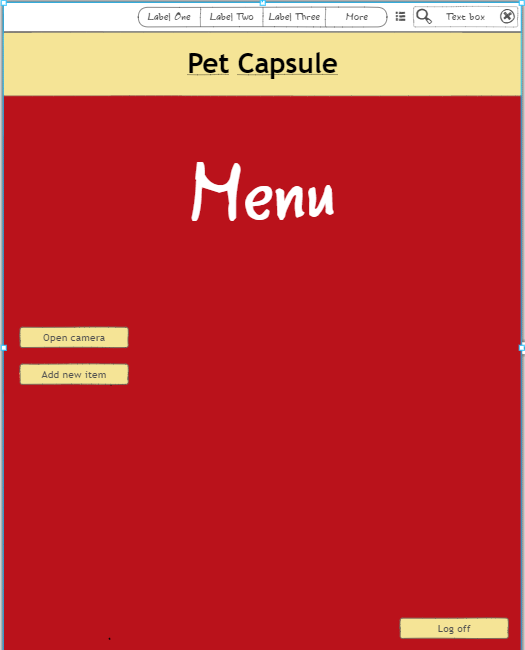 Label One Label Two Label Three More Text box
Pet Capsule
Menu
Open camera
Add new item
Log off